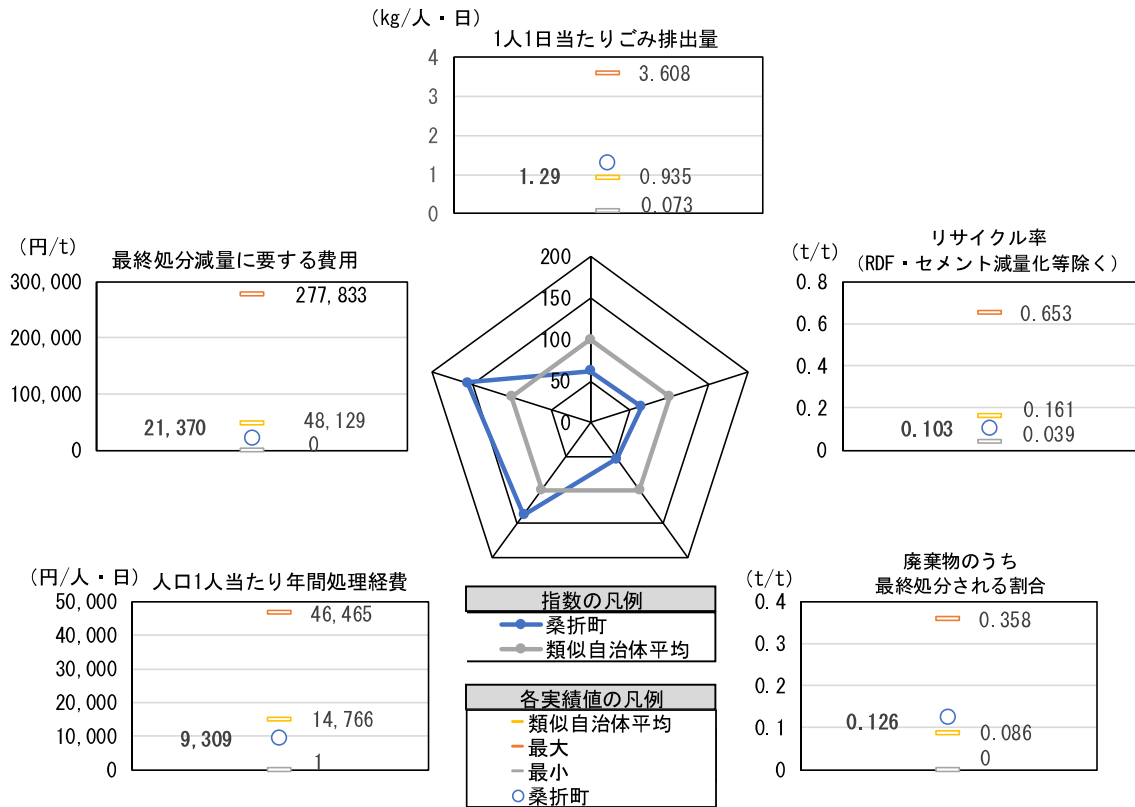 (kg/人・日)
1人1日当たりごみ排出量
4
3
2
1
0
3.608
1.29
0.935
0.073
(円/t)
最終処分減量に要する費用
300,000
200,000
100,000
0
277,833
21,370
48,129
0
200
150
100
50
0
(t/t)
リサイクル率
(RDF・セメント減量化等除く)
0.8
0.6
0.4
0.2
0
0.653
0.161
0.103
0.039
(円/人・日)
人口1人当たり年間処理経費
50,000
40,000
30,000
20,000
10,000
0
46,465
14,766
9,309
1
指数の凡例
桑折町
類似自治体平均
各実績値の凡例
類似自治体平均
最大
最小
桑折町
(t/t)
廃棄物のうち
最終処分される割合
0.4
0.3
0.2
0.1
0
0.358
0.126
0.086
0